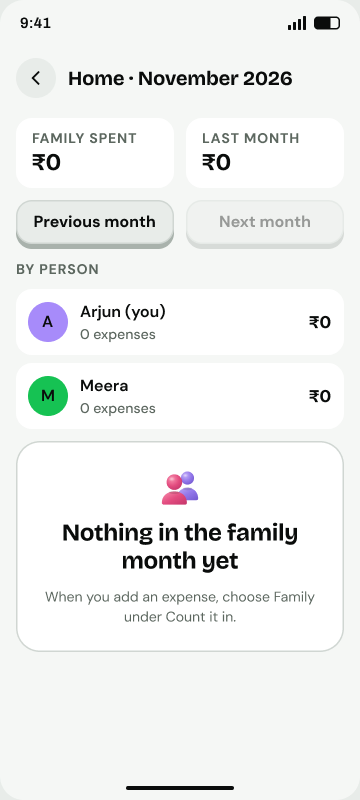 9:41
Home · November 2026
FAMILY SPENT
₹0
LAST MONTH
₹0
Previous month
Next month
BY PERSON
A
Arjun (you)
0 expenses
₹0
M
Meera
0 expenses
₹0
Nothing in the family
month yet
When you add an expense, choose Family
under Count it in.